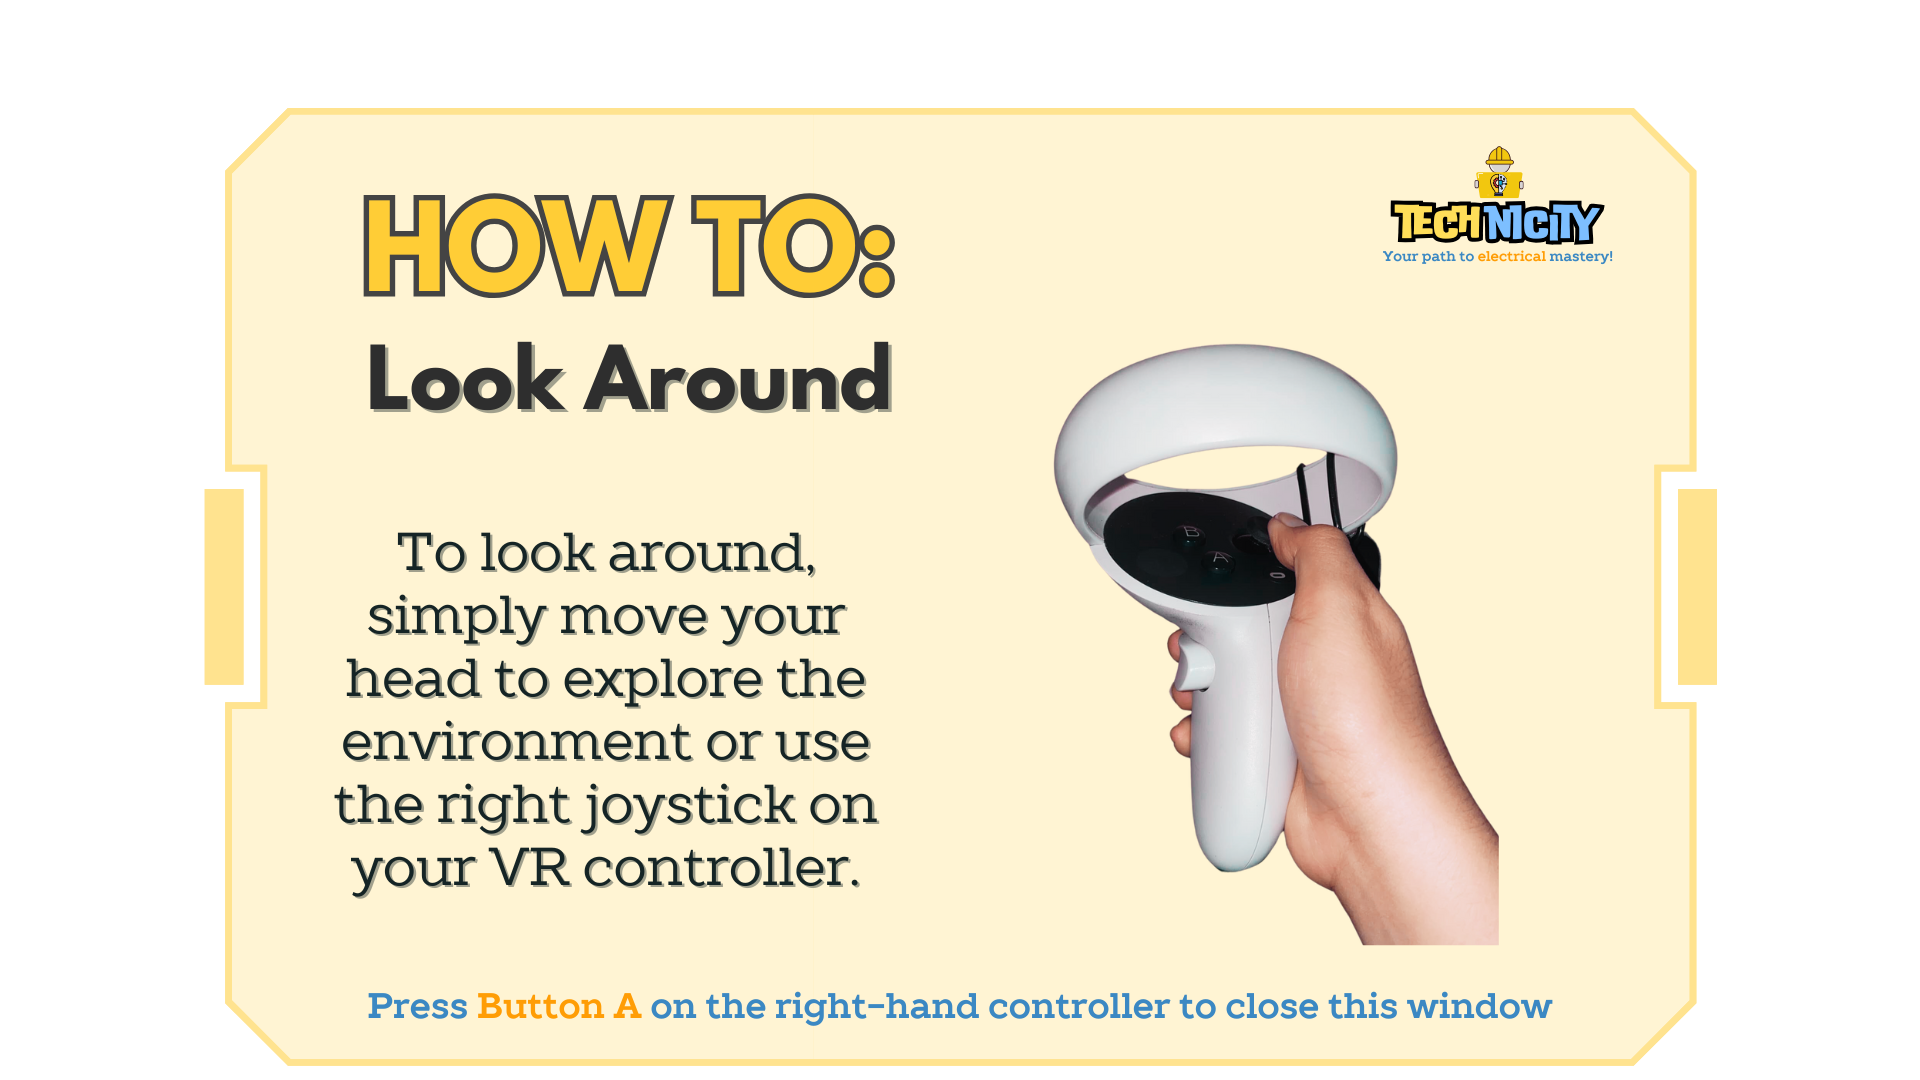 HOW TO:
Look Around
TECHNICITY
Your path to electrical mastery!
To look around,
simply move your
head to explore the
environment or use
the right joystick on
your VR controller.
B
A
Press Button A on the right-hand controller to close this window